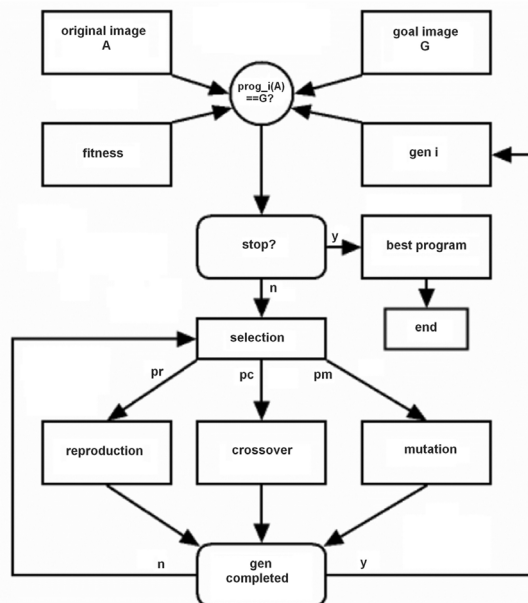 original image
A
goal image
G
prog_i(A)
==G?
fitness
gen i
stop?
y
best program
n
end
selection
pr
pc
pm
reproduction
crossover
mutation
n
gen
completed
y